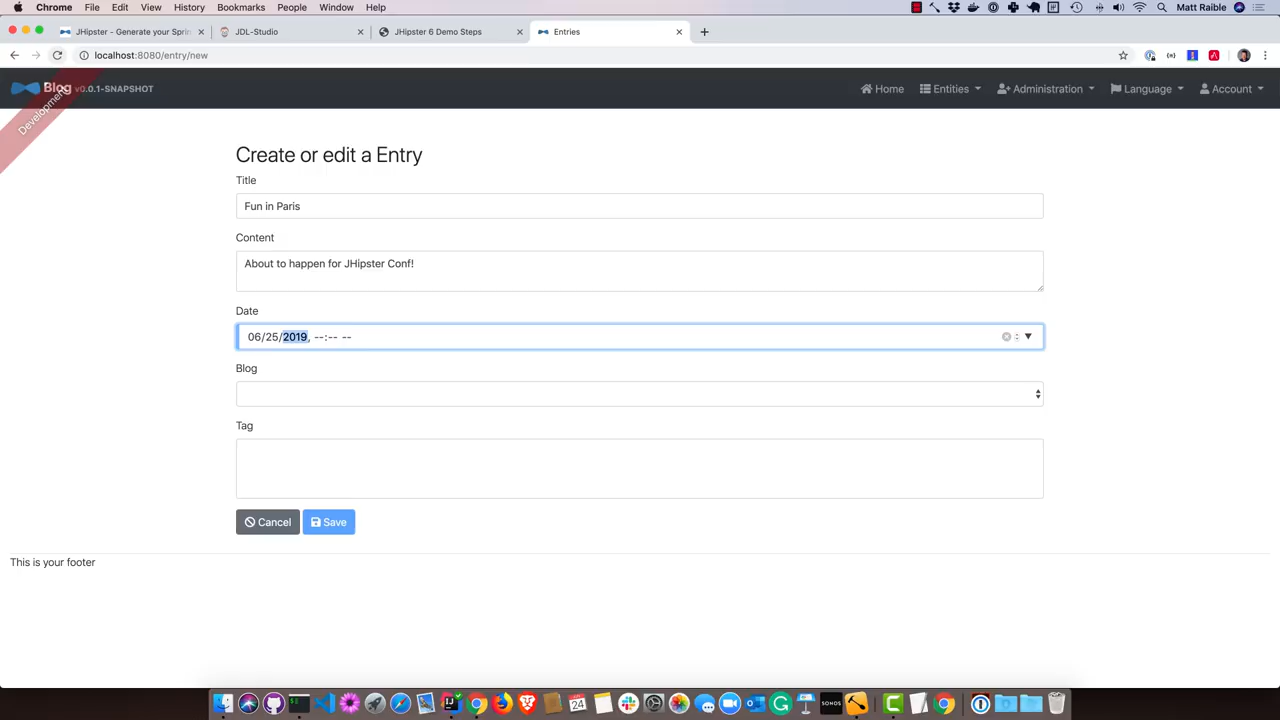 Chrome File Edit View History Bookmarks People Window Help Matt Raible
JHipster - Generate your Sprin JDL-Studio JHipster 6 Demo Steps Entries
localhost:8080/entry/new
Blog v0.0.1-SNAPSHOT Home Entities Administration Language Account
Development
Create or edit a Entry
Title
Fun in Paris
Content
About to happen for JHipster Conf!
Date
06/25/2019, --:-- --
Blog
Tag
Cancel Save
This is your footer
24
SONOS